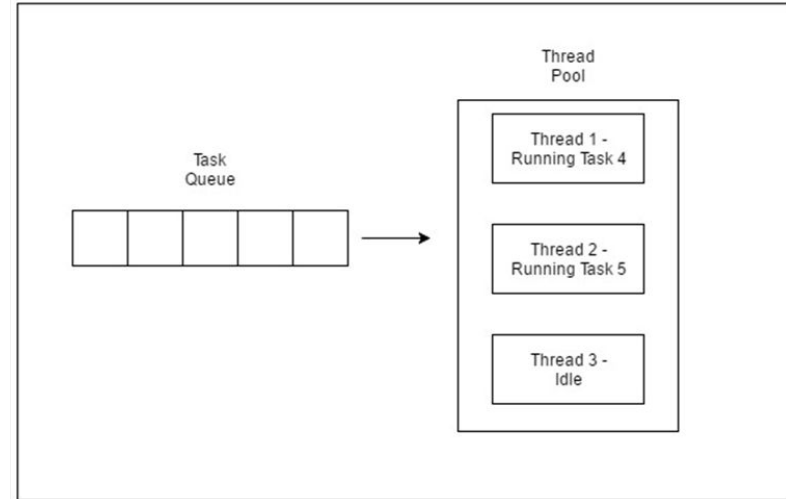 Task
Queue
Thread
Pool
Thread 1 -
Running Task 4
Thread 2 -
Running Task 5
Thread 3 -
Idle